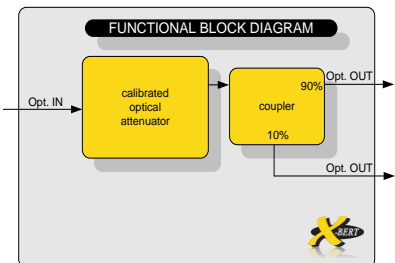 FUNCTIONAL BLOCK DIAGRAM
Opt. IN
calibrated
optical
attenuator
90%
coupler
10%
Opt. OUT
Opt. OUT
X-BERT